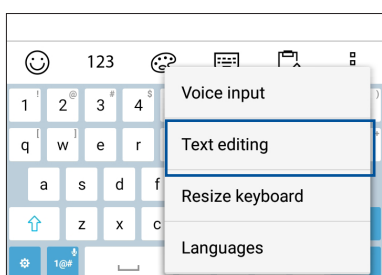 123
Voice input
1 ! 2 @ 3 # 4 $ )
Text editing
q [ w ] e r
a s d f
Resize keyboard
z x c
Languages
1@#